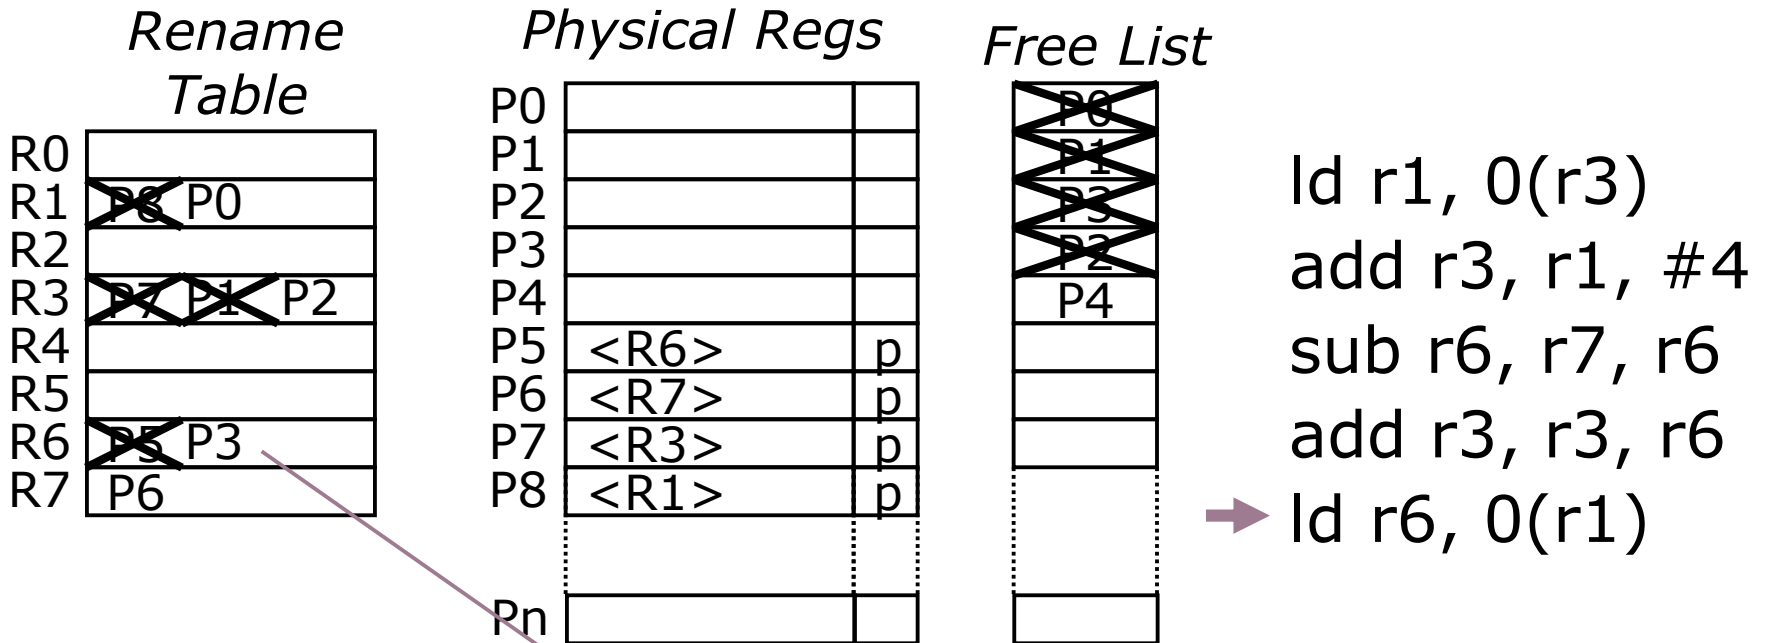 Rename
Table
R0
R1 P8 P0
R2
R3 P7 P1 P2
R4
R5
R6 P5 P3
R7 P6
Physical Regs
P0
P1
P2
P3
P4
P5 <R6> p
P6 <R7> p
P7 <R3> p
P8 <R1> p
Pn
Free List
P0
P1
P3
P2
P4
ld r1, 0(r3)
add r3, r1, #4
sub r6, r7, r6
add r3, r3, r6
ld r6, 0(r1)